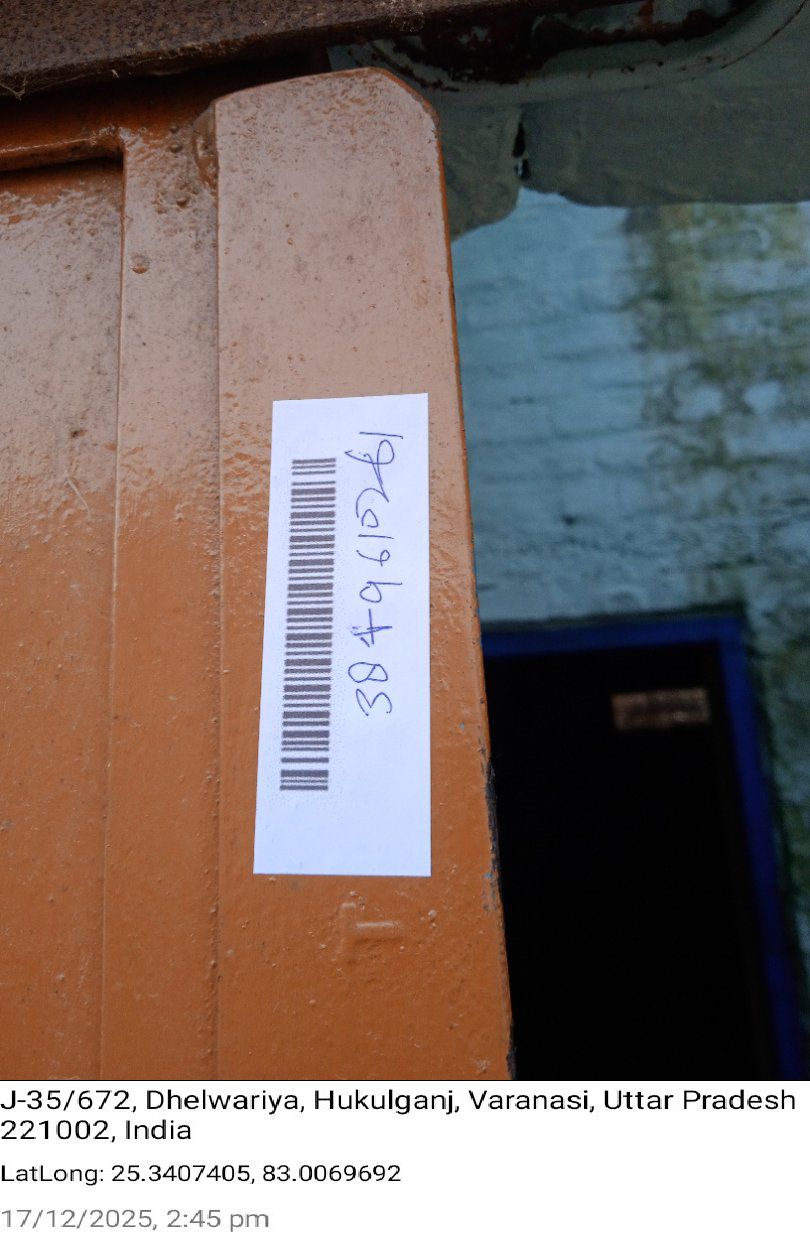 3849610261
J-35/672, Dhelwariya, Hukulganj, Varanasi, Uttar Pradesh
221002, India
LatLong: 25.3407405, 83.0069692
17/12/2025, 2:45 pm